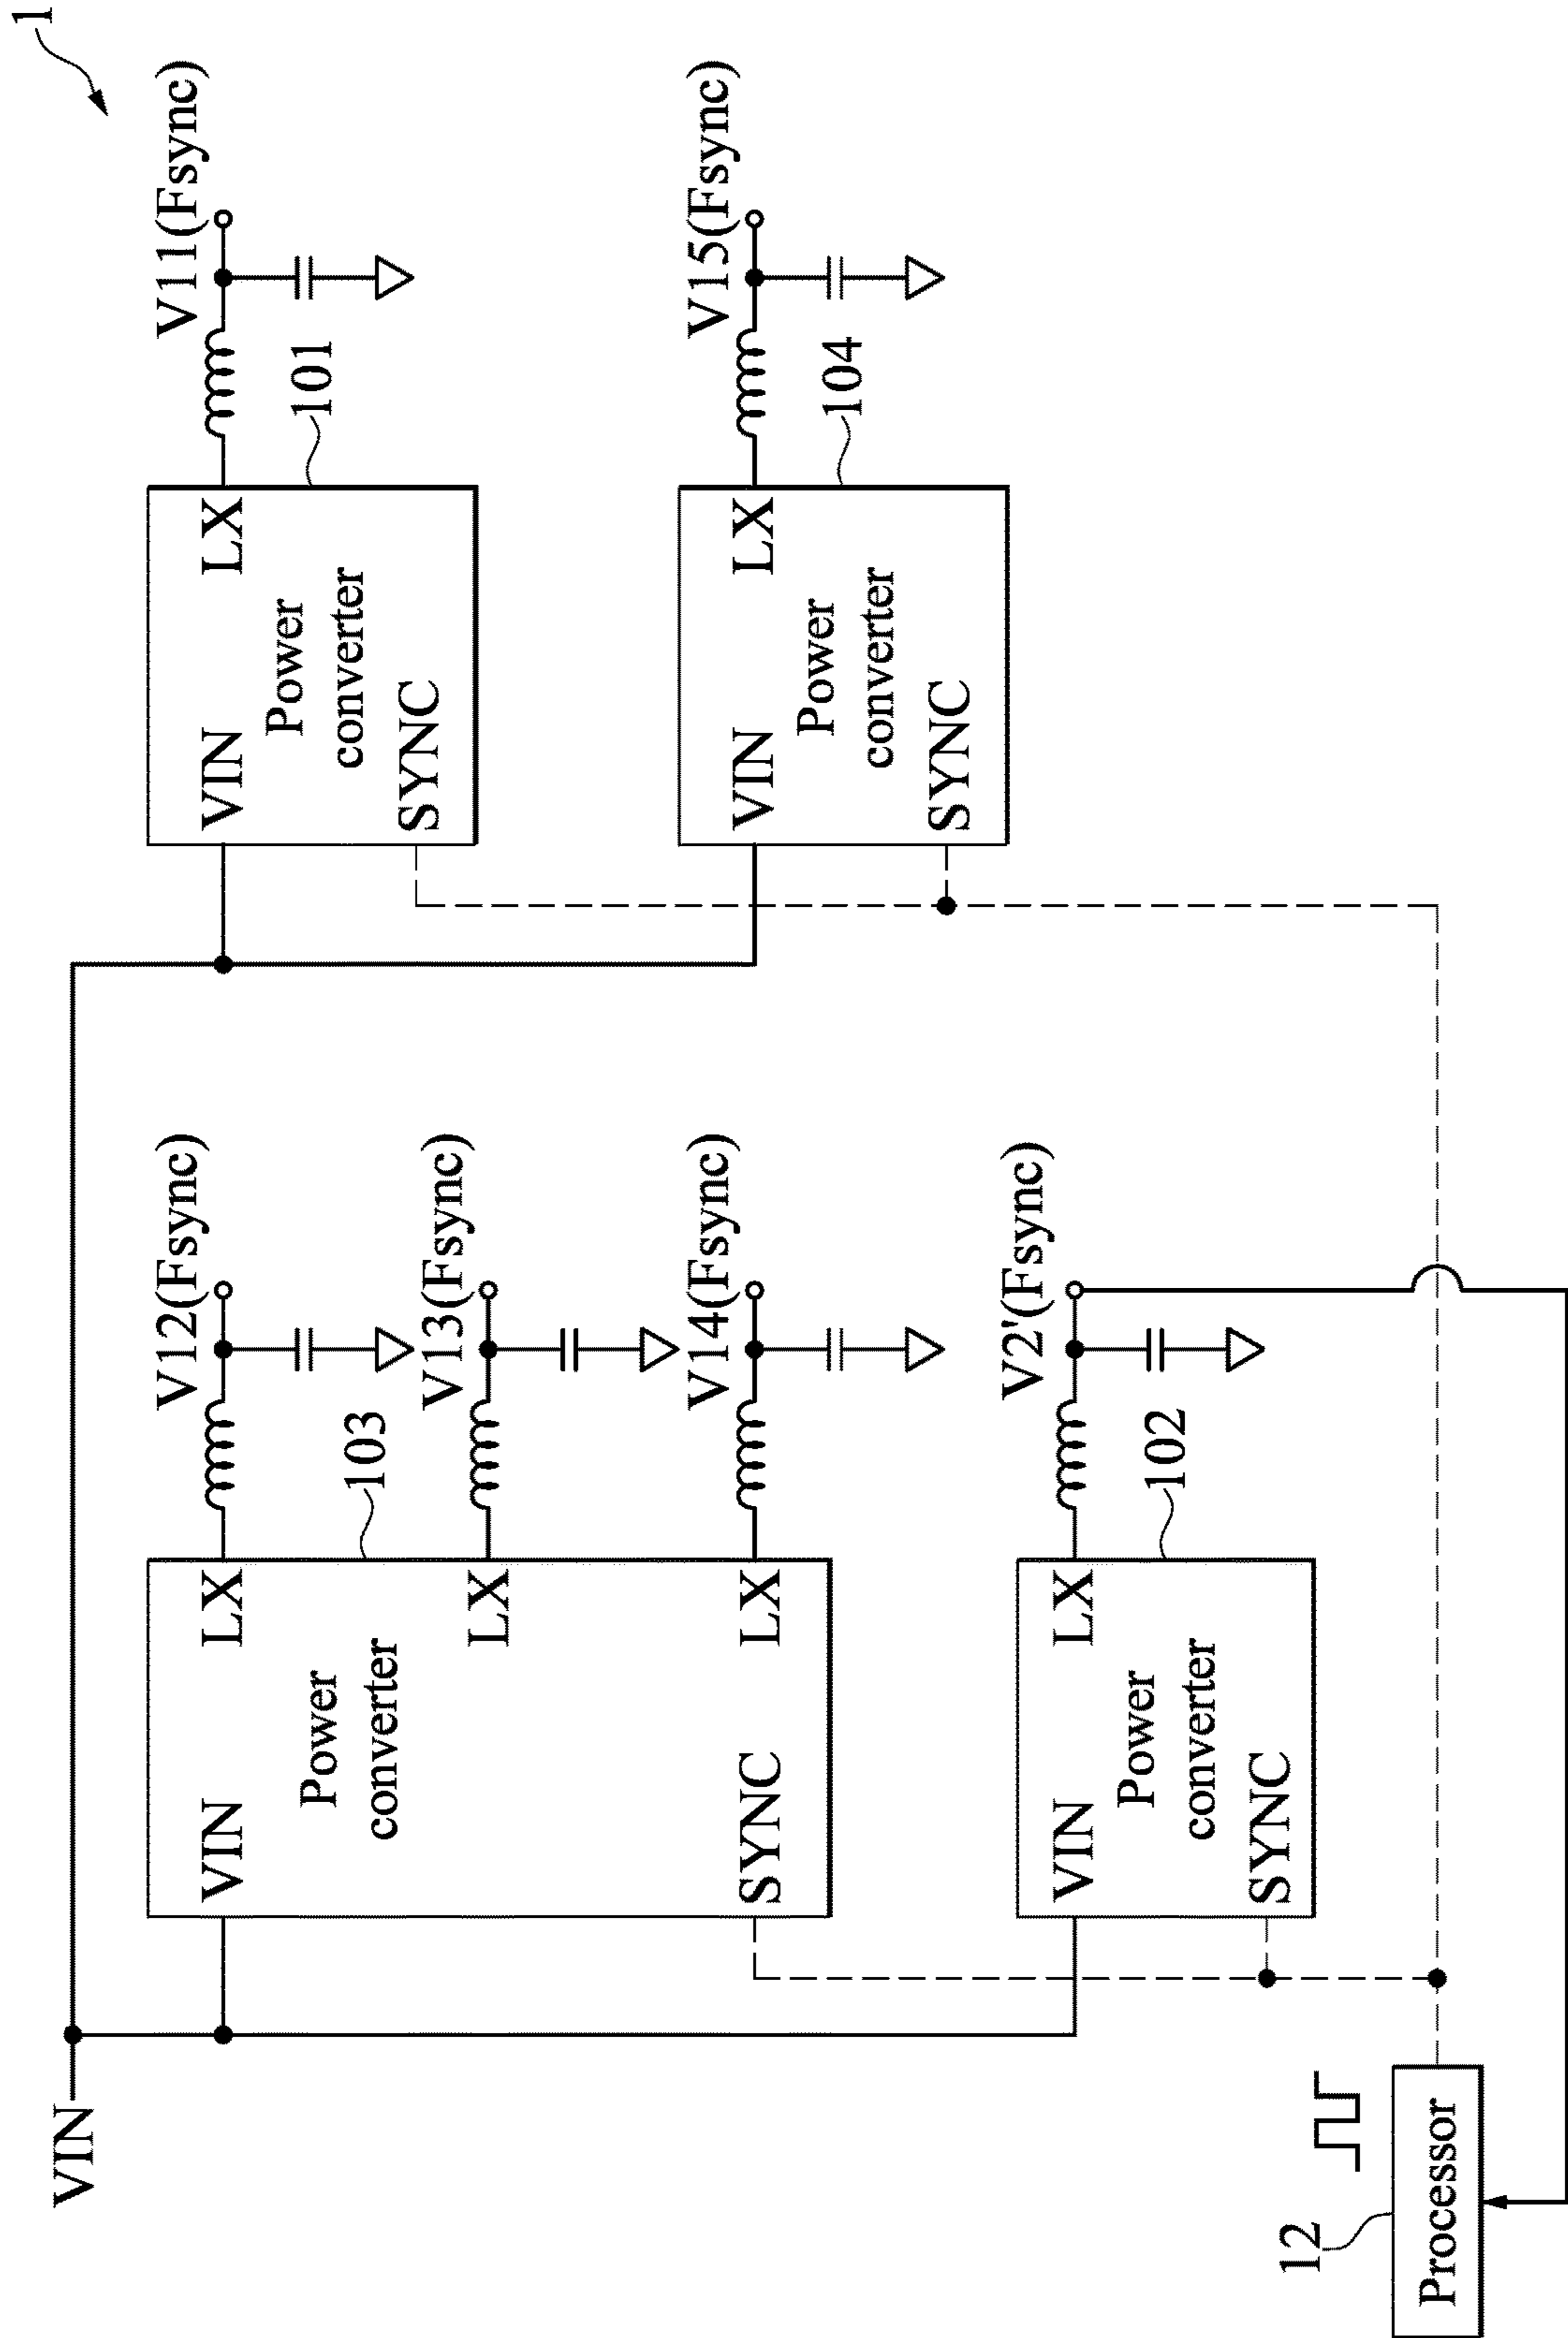 1
VIN
VIN
LX
Power
converter
LX
SYNC
LX
103
V12(Fsync)
V13(Fsync)
V14(Fsync)
VIN
LX
Power
converter
SYNC
101
V11(Fsync)
VIN
LX
Power
converter
SYNC
104
V15(Fsync)
VIN
LX
Power
converter
SYNC
102
V2'(Fsync)
12
Processor